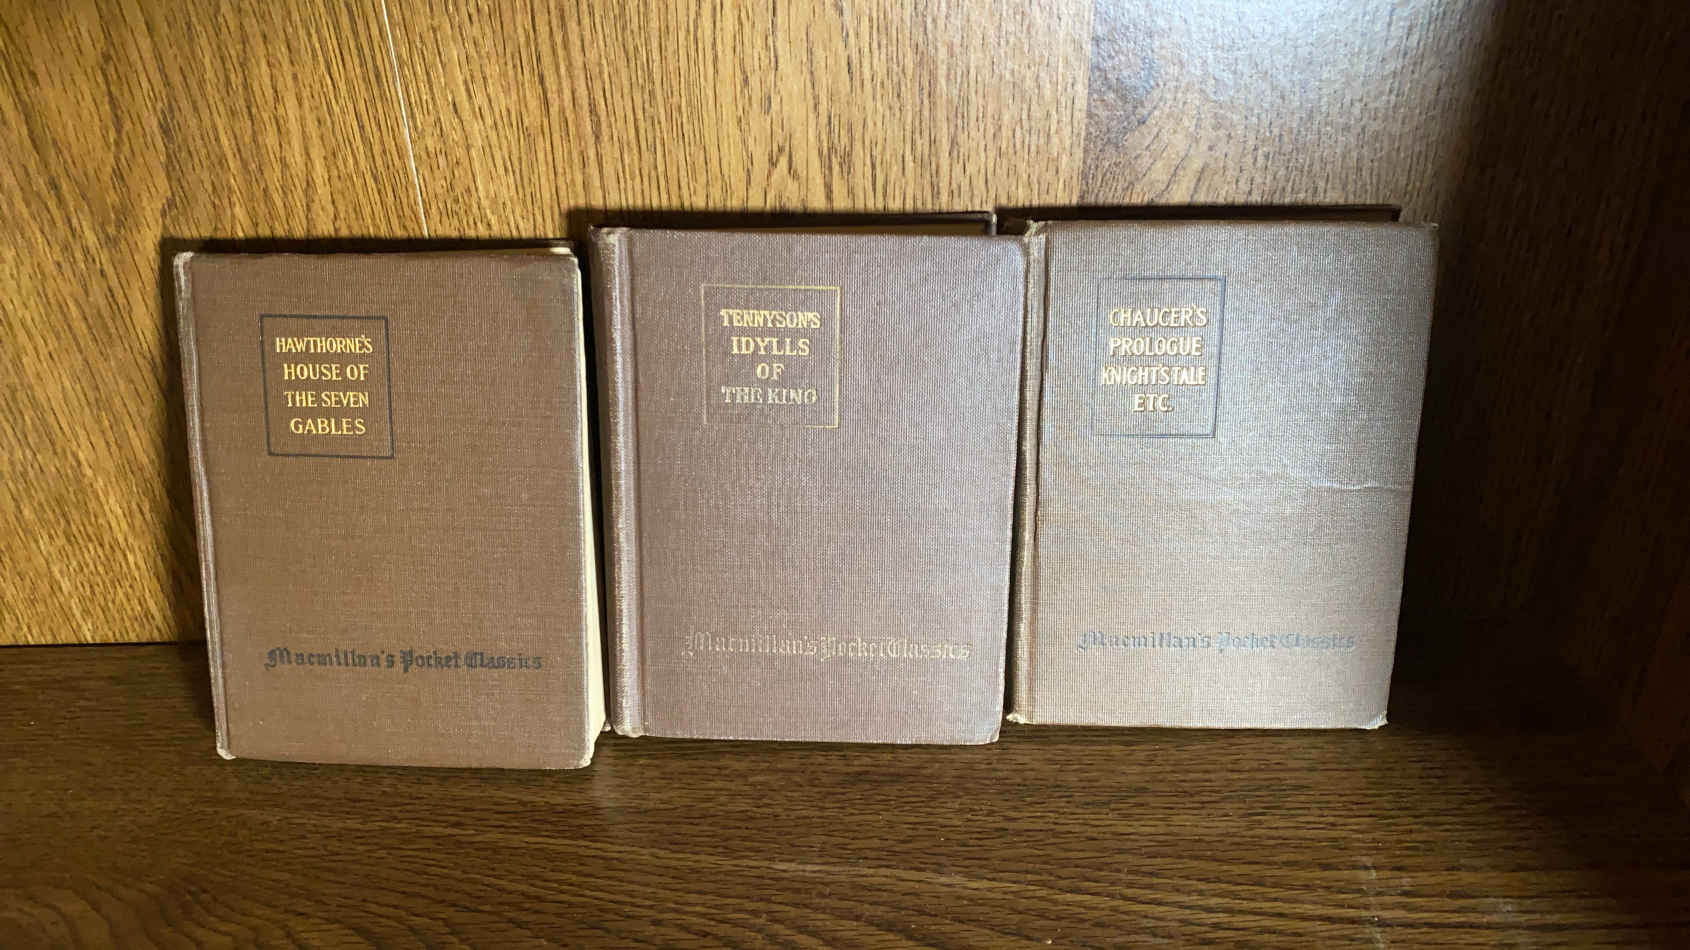 HAWTHORNE'S
HOUSE OF
THE SEVEN
GABLES
Macmillan's Pocket Classics
TENNYSON'S
IDYLLS
OF
THE KING
Macmillan's Pocket Classics
CHAUCER'S
PROLOGUE
KNIGHT'S TALE
ETC.
Macmillan's Pocket Classics